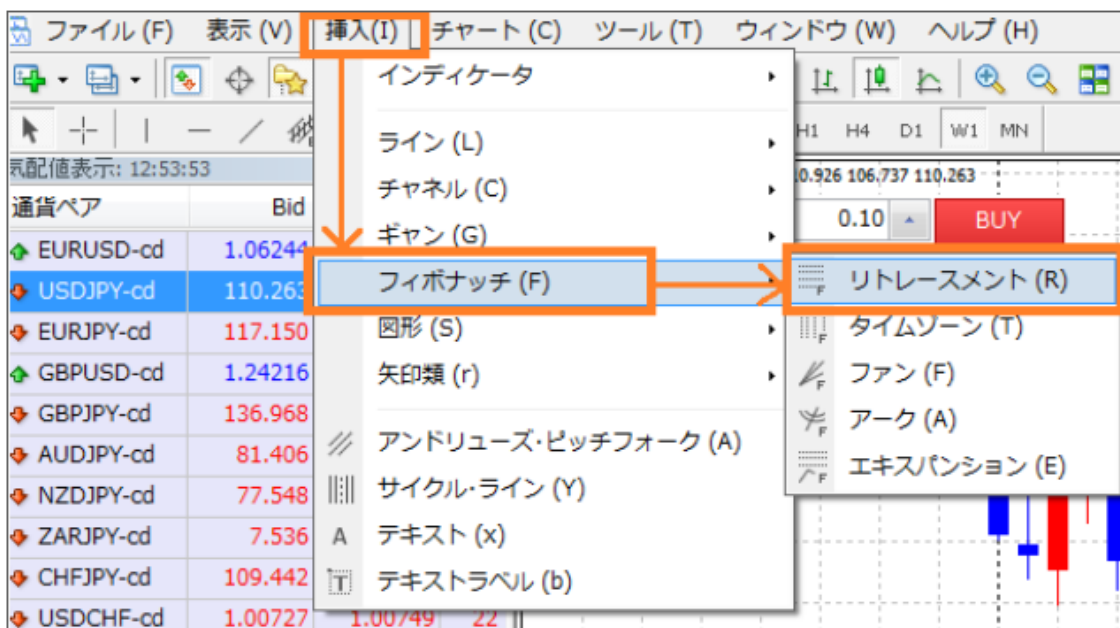 ファイル (F) 表示 (V) 挿入(I) チャート (C) ツール (T) ウィンドウ (W) ヘルプ (H)
インディケータ
ライン (L)
チャネル (C)
ギャン (G)
フィボナッチ (F)
図形 (S)
矢印類 (r)
アンドリューズ・ピッチフォーク (A)
サイクル・ライン (Y)
A テキスト (x)
T テキストラベル (b)
リトレースメント (R)
タイムゾーン (T)
ファン (F)
アーク (A)
エキスパンション (E)
H1 H4 D1 W1 MN
0.926 106.737 110.263
0.10 BUY
気配値表示: 12:53:53
通貨ペア Bid
EURUSD-cd 1.06244
USDJPY-cd 110.263
EURJPY-cd 117.150
GBPUSD-cd 1.24216
GBPJPY-cd 136.968
AUDJPY-cd 81.406
NZDJPY-cd 77.548
ZARJPY-cd 7.536
CHFJPY-cd 109.442
USDCHF-cd 1.00727 1.00749 22